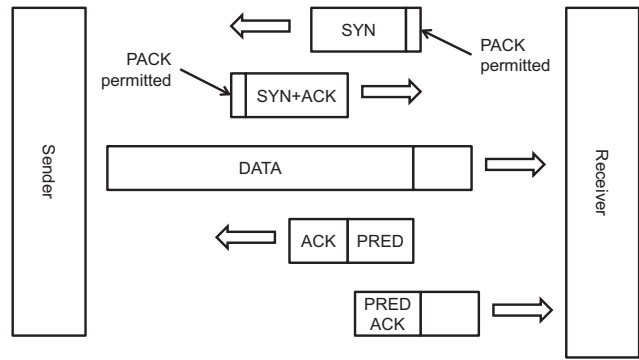 SYN
PACK
permitted
PACK
permitted
SYN+ACK
Sender
DATA
Receiver
ACK PRED
PRED
ACK